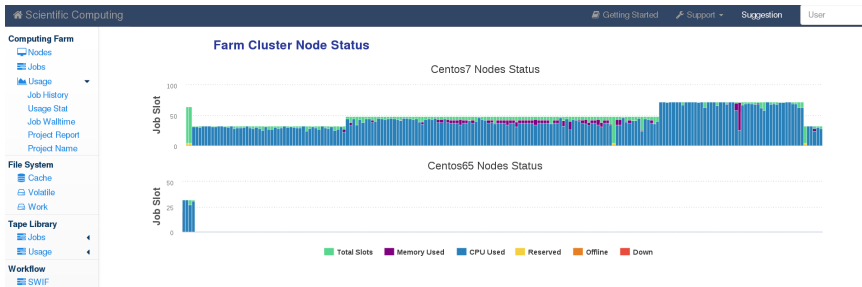 Scientific Computing
Getting Started
Support
Suggestion
User
Computing Farm
Nodes
Jobs
Usage
Job History
Usage Stat
Job Walltime
Project Report
Project Name
File System
Cache
Volatile
Work
Tape Library
Jobs
Usage
Workflow
SWIF
Farm Cluster Node Status
Centos7 Nodes Status
Job Slot
100
50
0
Centos65 Nodes Status
Job Slot
50
25
0
Total Slots
Memory Used
CPU Used
Reserved
Offline
Down